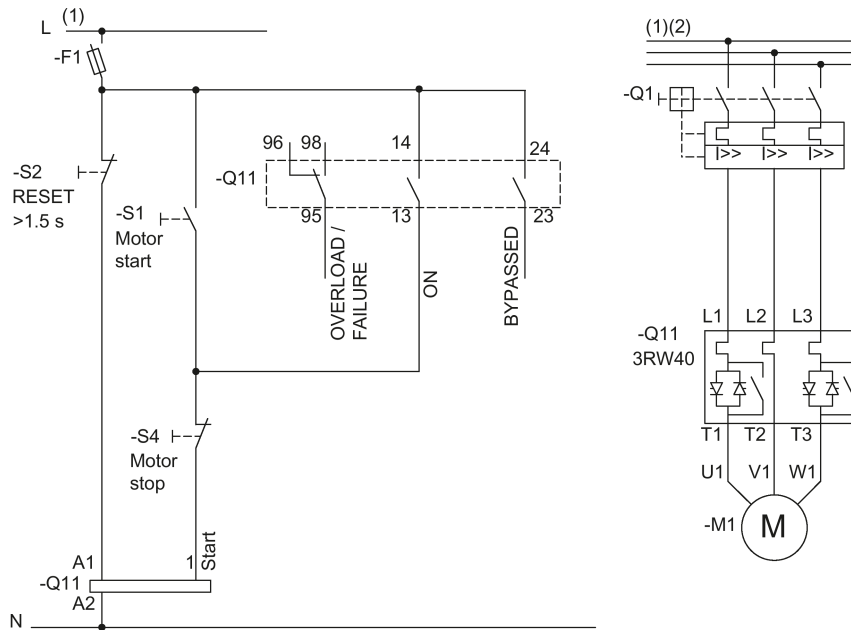 L (1)
-F1
-S2
RESET
>1.5 s
-S1
Motor
start
96 98 14 24
-Q11
95 13 23
OVERLOAD /
FAILURE
ON
BYPASSED
-S4
Motor
stop
A1 1
Start
-Q11
A2
N
(1)(2)
-Q1
I>> I>> I>>
L1 L2 L3
-Q11
3RW40
T1 T2 T3
U1 V1 W1
-M1
M